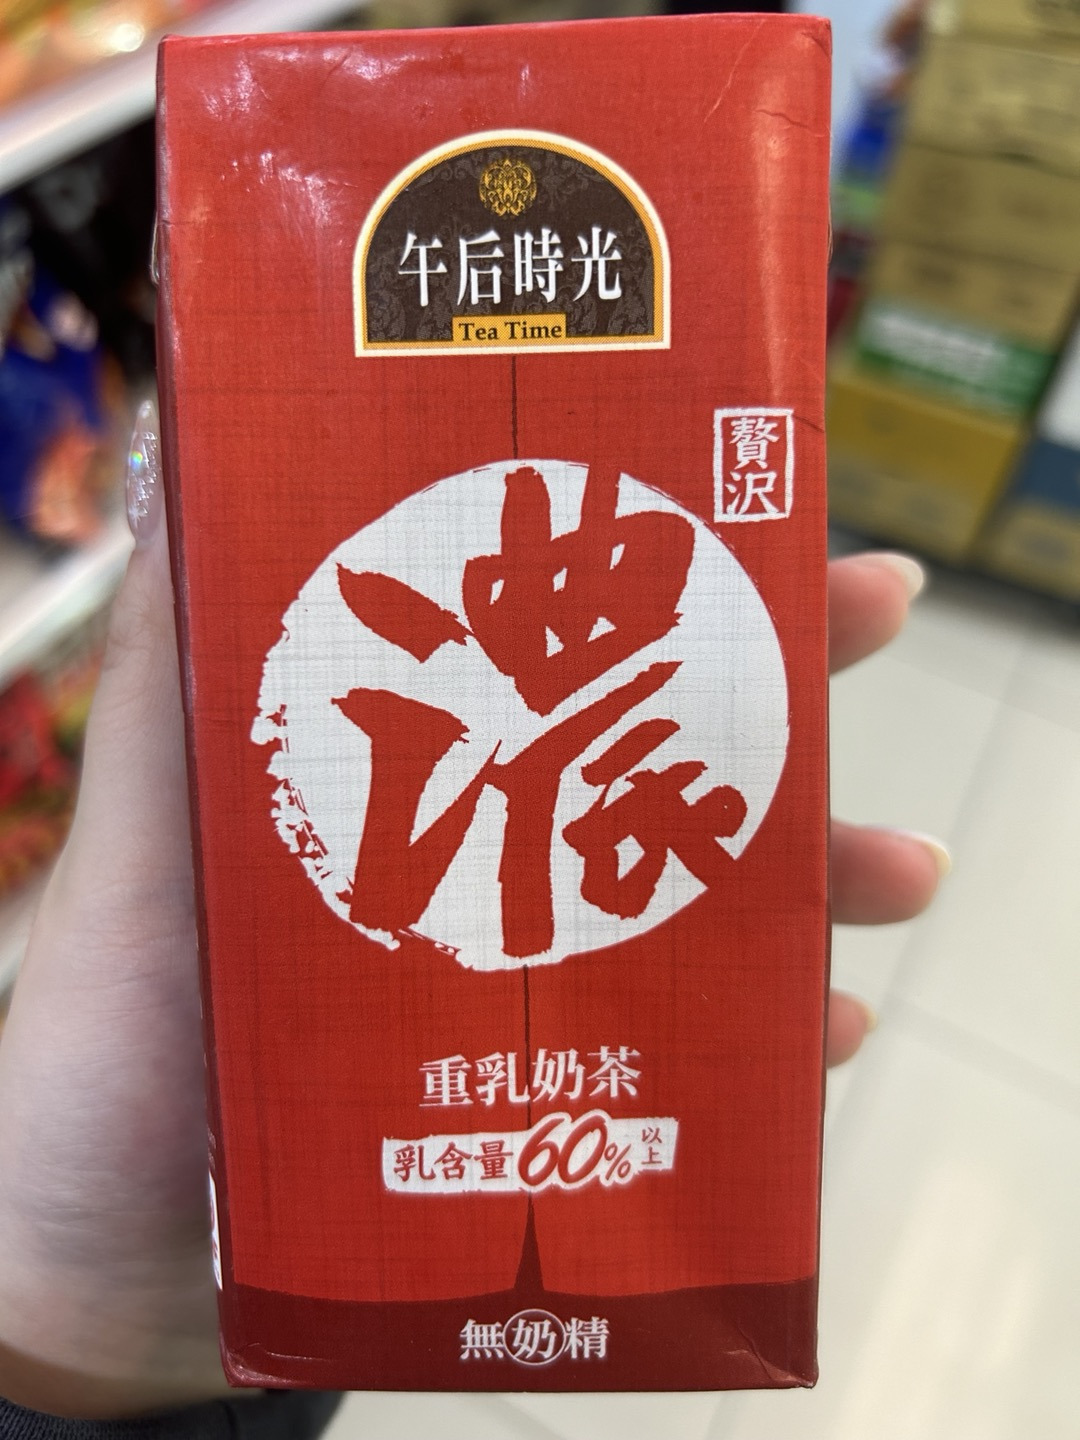 午后時光
Tea Time
贅沢
濃
重乳奶茶
乳含量60%以上
無奶精